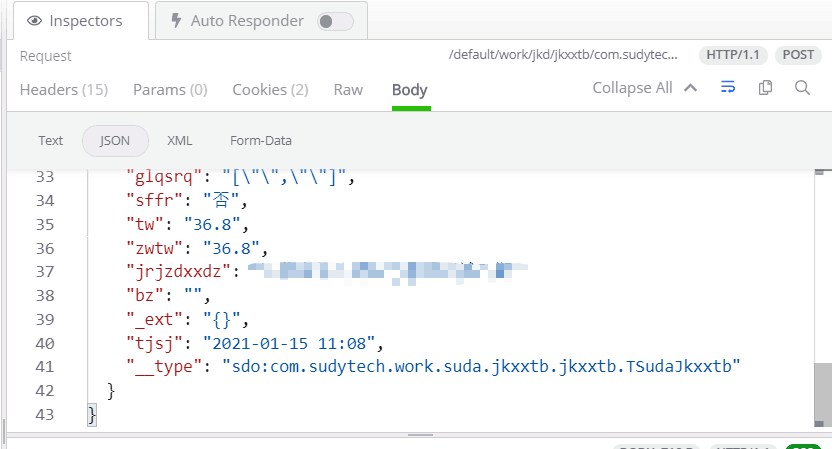 Inspectors Auto Responder
Request /default/work/jkd/jkxxtb/com.sudytec... HTTP/1.1 POST
Headers (15) Params (0) Cookies (2) Raw Body Collapse All
Text JSON XML Form-Data
33 "glqsrq": "[\"\",\"\"]",
34 "sffr": "否",
35 "tw": "36.8",
36 "zwtw": "36.8",
37 "jrjzdxxdz":
38 "bz": "",
39 "_ext": "{}",
40 "tjsj": "2021-01-15 11:08",
41 "__type": "sdo:com.sudytech.work.suda.jkxxtb.jkxxtb.TSudaJkxxtb"
42 }
43 }